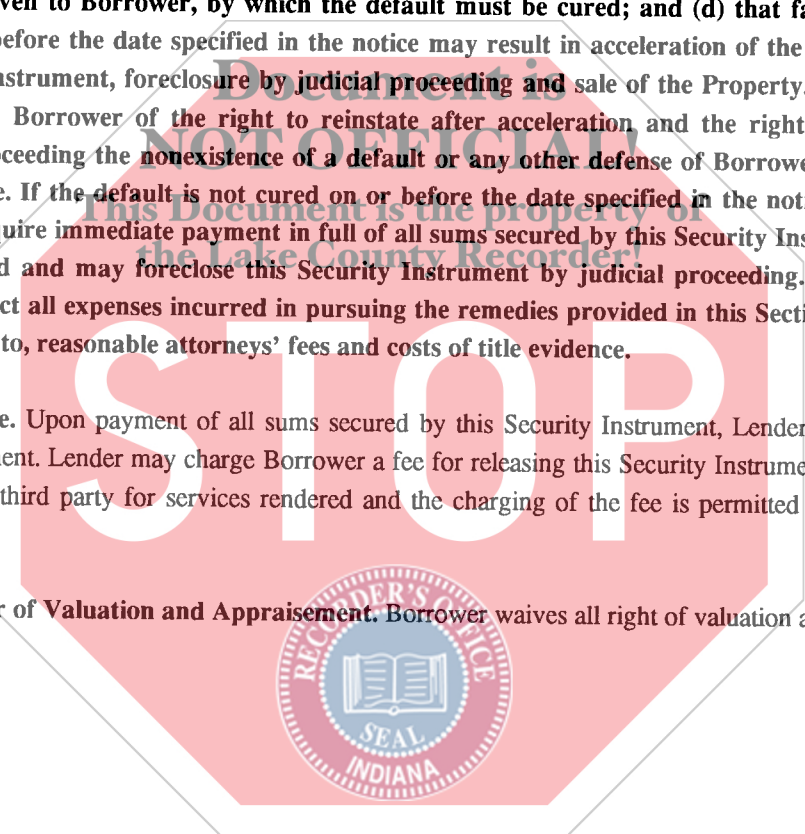 ven to Borrower, by which the default must be cured; and (d) that fa
before the date specified in the notice may result in acceleration of the
nstrument, foreclosure by judicial proceeding and sale of the Property.
Borrower of the right to reinstate after acceleration and the right
ceeding the nonexistence of a default or any other defense of Borrowe
e. If the default is not cured on or before the date specified in the noti
quire immediate payment in full of all sums secured by this Security Ins
d and may foreclose this Security Instrument by judicial proceeding.
ct all expenses incurred in pursuing the remedies provided in this Secti
to, reasonable attorneys' fees and costs of title evidence.
e. Upon payment of all sums secured by this Security Instrument, Lender
ent. Lender may charge Borrower a fee for releasing this Security Instrume
third party for services rendered and the charging of the fee is permitted
r of Valuation and Appraisement. Borrower waives all right of valuation a
Document is
NOT OFFICIAL!
This Document is the property of
the Lake County Recorder!
STOP
RECORDER'S OFFICE
SEAL
INDIANA